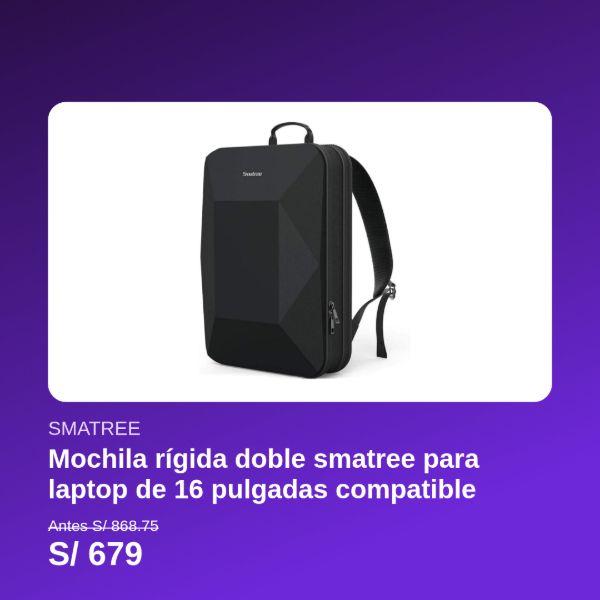 Smatree
SMATREE
Mochila rígida doble smatree para
laptop de 16 pulgadas compatible
Antes S/ 868.75
S/ 679